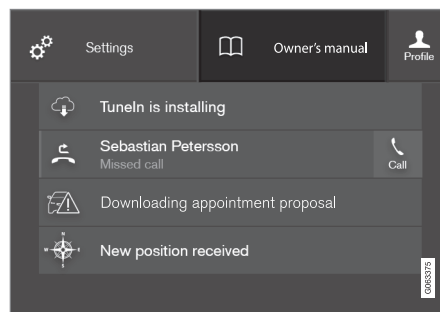 Settings
Owner's manual
Profile
TuneIn is installing
Sebastian Petersson
Missed call
Call
Downloading appointment proposal
New position received
G063375